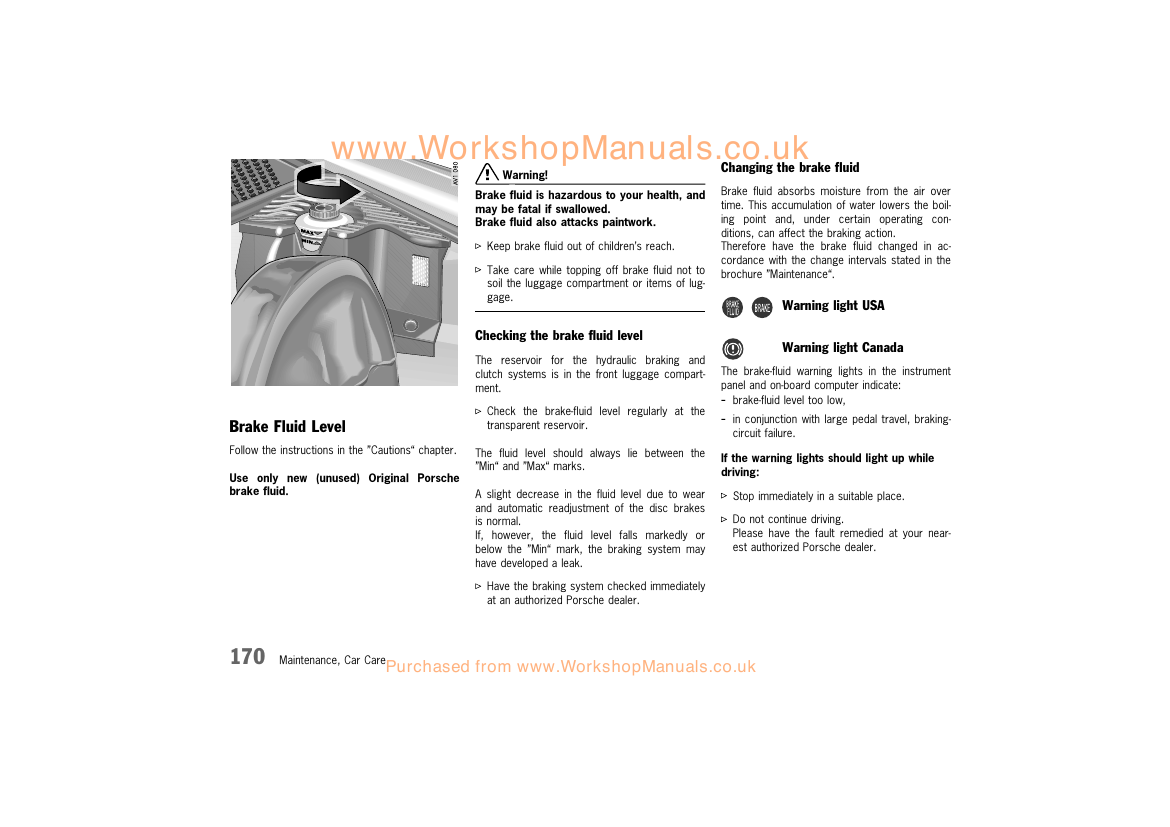 www.WorkshopManuals.co.uk
AV1 080
MAX
MIN
Brake Fluid Level
Follow the instructions in the ”Cautions“ chapter.
Use only new (unused) Original Porsche
brake fluid.
Warning!
Brake fluid is hazardous to your health, and
may be fatal if swallowed.
Brake fluid also attacks paintwork.
▷ Keep brake fluid out of children's reach.
▷ Take care while topping off brake fluid not to
soil the luggage compartment or items of lug-
gage.
Checking the brake fluid level
The reservoir for the hydraulic braking and
clutch systems is in the front luggage compart-
ment.
▷ Check the brake-fluid level regularly at the
transparent reservoir.
The fluid level should always lie between the
”Min“ and ”Max“ marks.
A slight decrease in the fluid level due to wear
and automatic readjustment of the disc brakes
is normal.
If, however, the fluid level falls markedly or
below the ”Min“ mark, the braking system may
have developed a leak.
▷ Have the braking system checked immediately
at an authorized Porsche dealer.
Changing the brake fluid
Brake fluid absorbs moisture from the air over
time. This accumulation of water lowers the boil-
ing point and, under certain operating con-
ditions, can affect the braking action.
Therefore have the brake fluid changed in ac-
cordance with the change intervals stated in the
brochure ”Maintenance“.
BRAKE
FLUID
BRAKE
Warning light USA
Warning light Canada
The brake-fluid warning lights in the instrument
panel and on-board computer indicate:
– brake-fluid level too low,
– in conjunction with large pedal travel, braking-
circuit failure.
If the warning lights should light up while
driving:
▷ Stop immediately in a suitable place.
▷ Do not continue driving.
Please have the fault remedied at your near-
est authorized Porsche dealer.
170 Maintenance, Car Care
Purchased from www.WorkshopManuals.co.uk